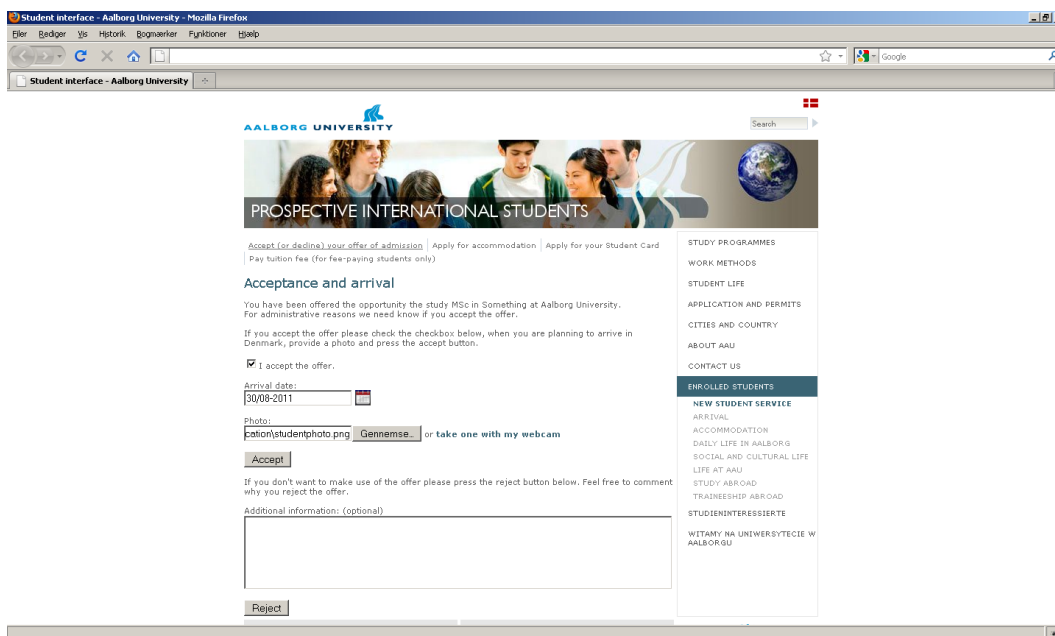 Student interface - Aalborg University - Mozilla Firefox
Filer Rediger Vis Historik Bogmærker Funktioner Hjælp
Google
Student interface - Aalborg University
AALBORG UNIVERSITY
Search
PROSPECTIVE INTERNATIONAL STUDENTS
Accept (or decline) your offer of admission Apply for accommodation Apply for your Student Card
Pay tuition fee (for fee-paying students only)
Acceptance and arrival
You have been offered the opportunity the study MSc in Something at Aalborg University.
For administrative reasons we need know if you accept the offer.
If you accept the offer please check the checkbox below, when you are planning to arrive in
Denmark, provide a photo and press the accept button.
I accept the offer.
Arrival date:
30/08-2011
Photo:
cation\studentphoto.png Gennemse... or take one with my webcam
Accept
If you don't want to make use of the offer please press the reject button below. Feel free to comment
why you reject the offer.
Additional information: (optional)
Reject
STUDY PROGRAMMES
WORK METHODS
STUDENT LIFE
APPLICATION AND PERMITS
CITIES AND COUNTRY
ABOUT AAU
CONTACT US
ENROLLED STUDENTS
NEW STUDENT SERVICE
ARRIVAL
ACCOMMODATION
DAILY LIFE IN AALBORG
SOCIAL AND CULTURAL LIFE
LIFE AT AAU
STUDY ABROAD
TRAINEESHIP ABROAD
STUDIENINTERESSIERTE
WITAMY NA UNIWERSYTECIE W
AALBORGU